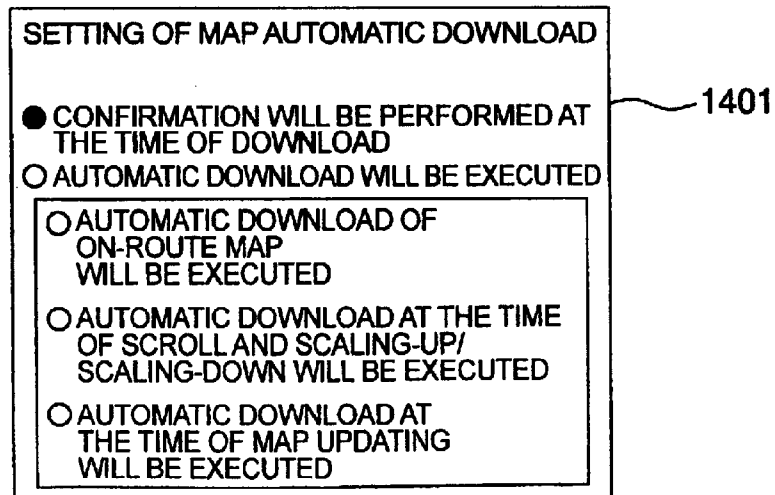 SETTING OF MAP AUTOMATIC DOWNLOAD
CONFIRMATION WILL BE PERFORMED AT
THE TIME OF DOWNLOAD
1401
AUTOMATIC DOWNLOAD WILL BE EXECUTED
AUTOMATIC DOWNLOAD OF
ON-ROUTE MAP
WILL BE EXECUTED
AUTOMATIC DOWNLOAD AT THE TIME
OF SCROLL AND SCALING-UP/
SCALING-DOWN WILL BE EXECUTED
AUTOMATIC DOWNLOAD AT
THE TIME OF MAP UPDATING
WILL BE EXECUTED